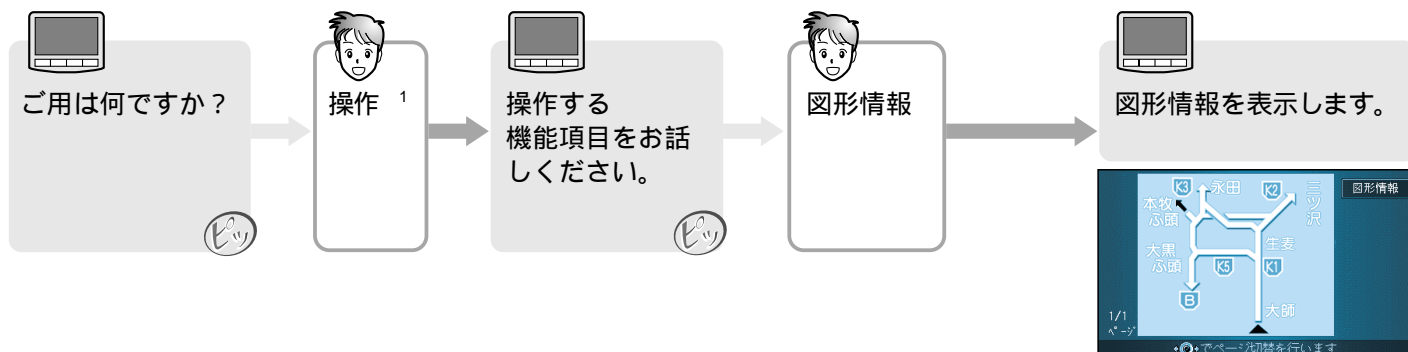 ご用は何ですか？
ピッ
操作 1
操作する
機能項目をお話
しください。
ピッ
図形情報
図形情報を表示します。
図形情報
K3
永田
K2
三ツ沢
本牧
ふ頭
生麦
大黒
ふ頭
K5
K1
B
大師
1/1
ページ
でページ切替を行います